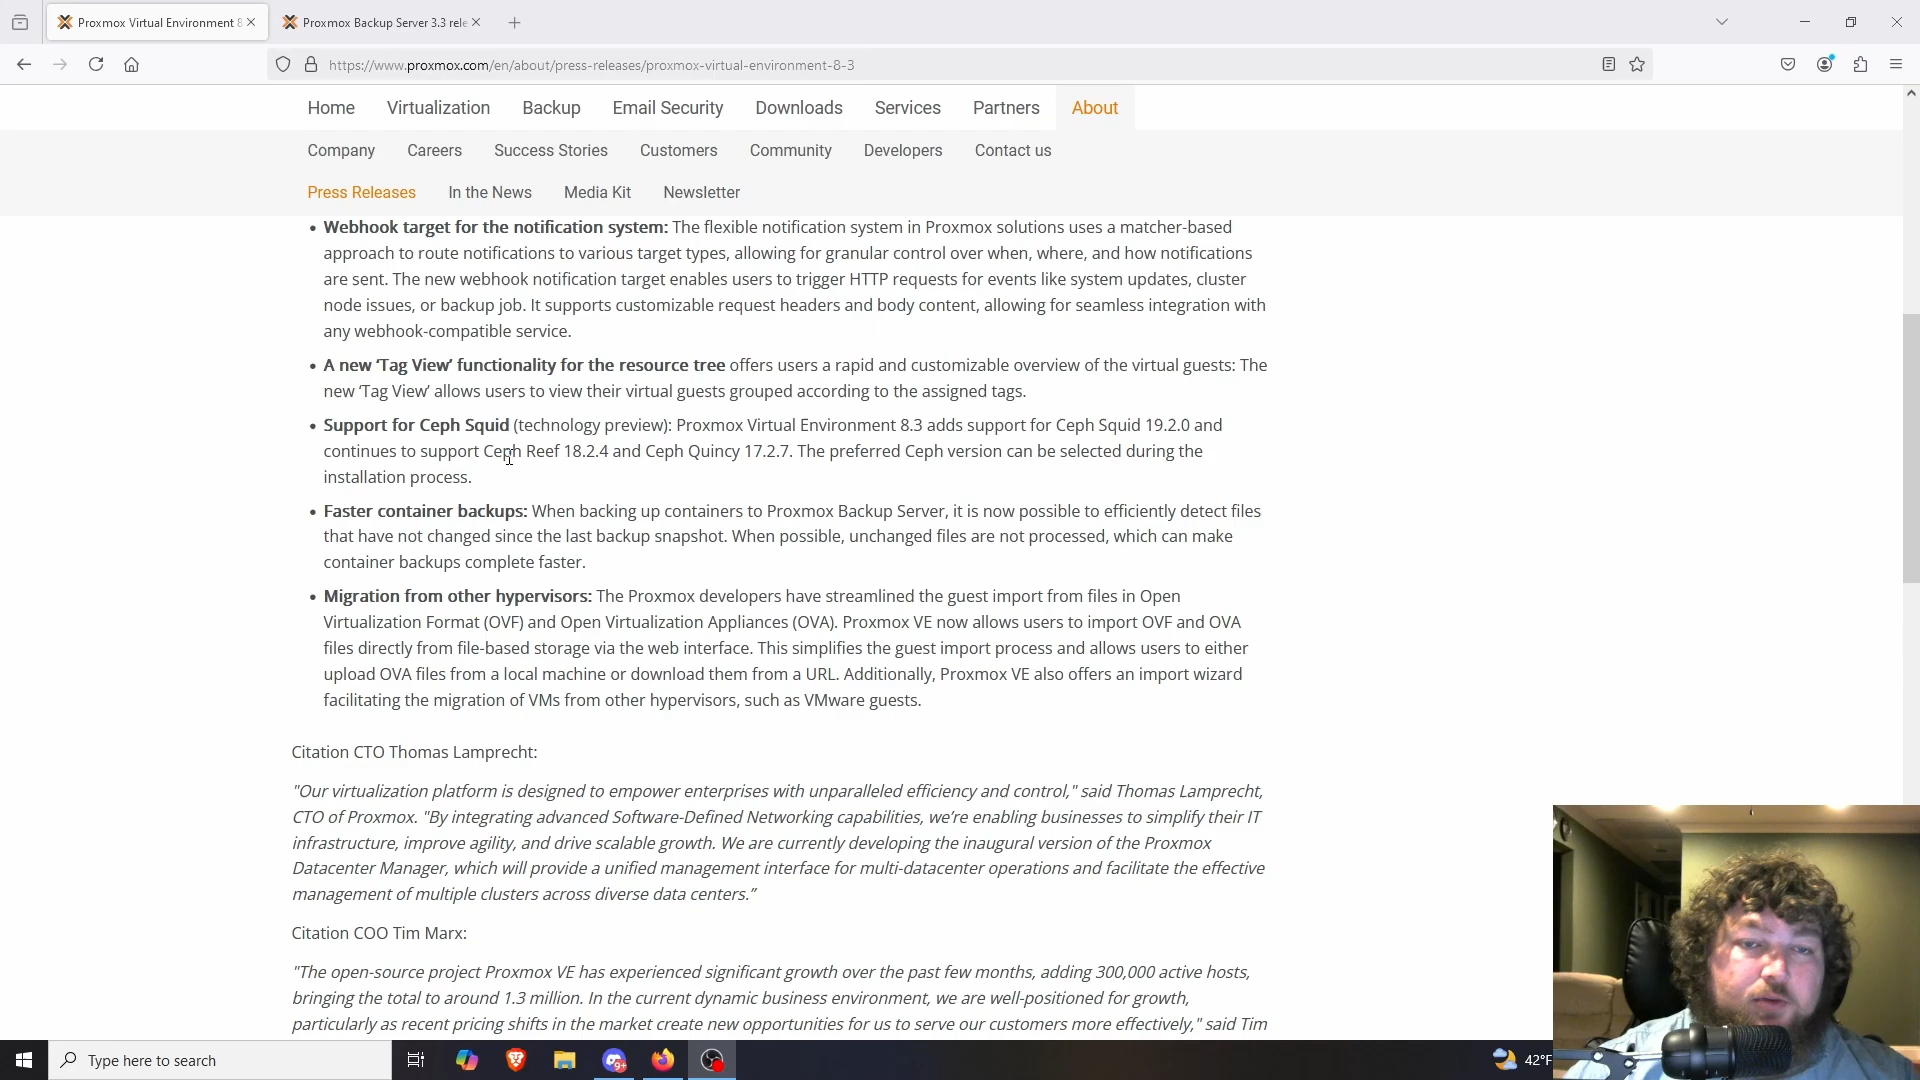 Proxmox Virtual Environment 8
Proxmox Backup Server 3.3 rele
https://www.proxmox.com/en/about/press-releases/proxmox-virtual-environment-8-3
Home Virtualization Backup Email Security Downloads Services Partners About
Company Careers Success Stories Customers Community Developers Contact us
Press Releases In the News Media Kit Newsletter
• Webhook target for the notification system: The flexible notification system in Proxmox solutions uses a matcher-based
approach to route notifications to various target types, allowing for granular control over when, where, and how notifications
are sent. The new webhook notification target enables users to trigger HTTP requests for events like system updates, cluster
node issues, or backup job. It supports customizable request headers and body content, allowing for seamless integration with
any webhook-compatible service.
• A new ‘Tag View’ functionality for the resource tree offers users a rapid and customizable overview of the virtual guests: The
new ‘Tag View’ allows users to view their virtual guests grouped according to the assigned tags.
• Support for Ceph Squid (technology preview): Proxmox Virtual Environment 8.3 adds support for Ceph Squid 19.2.0 and
continues to support Ceph Reef 18.2.4 and Ceph Quincy 17.2.7. The preferred Ceph version can be selected during the
installation process.
• Faster container backups: When backing up containers to Proxmox Backup Server, it is now possible to efficiently detect files
that have not changed since the last backup snapshot. When possible, unchanged files are not processed, which can make
container backups complete faster.
• Migration from other hypervisors: The Proxmox developers have streamlined the guest import from files in Open
Virtualization Format (OVF) and Open Virtualization Appliances (OVA). Proxmox VE now allows users to import OVF and OVA
files directly from file-based storage via the web interface. This simplifies the guest import process and allows users to either
upload OVA files from a local machine or download them from a URL. Additionally, Proxmox VE also offers an import wizard
facilitating the migration of VMs from other hypervisors, such as VMware guests.
Citation CTO Thomas Lamprecht:
"Our virtualization platform is designed to empower enterprises with unparalleled efficiency and control," said Thomas Lamprecht,
CTO of Proxmox. "By integrating advanced Software-Defined Networking capabilities, we’re enabling businesses to simplify their IT
infrastructure, improve agility, and drive scalable growth. We are currently developing the inaugural version of the Proxmox
Datacenter Manager, which will provide a unified management interface for multi-datacenter operations and facilitate the effective
management of multiple clusters across diverse data centers.”
Citation COO Tim Marx:
"The open-source project Proxmox VE has experienced significant growth over the past few months, adding 300,000 active hosts,
bringing the total to around 1.3 million. In the current dynamic business environment, we are well-positioned for growth,
particularly as recent pricing shifts in the market create new opportunities for us to serve our customers more effectively," said Tim
Type here to search
9+
42°F